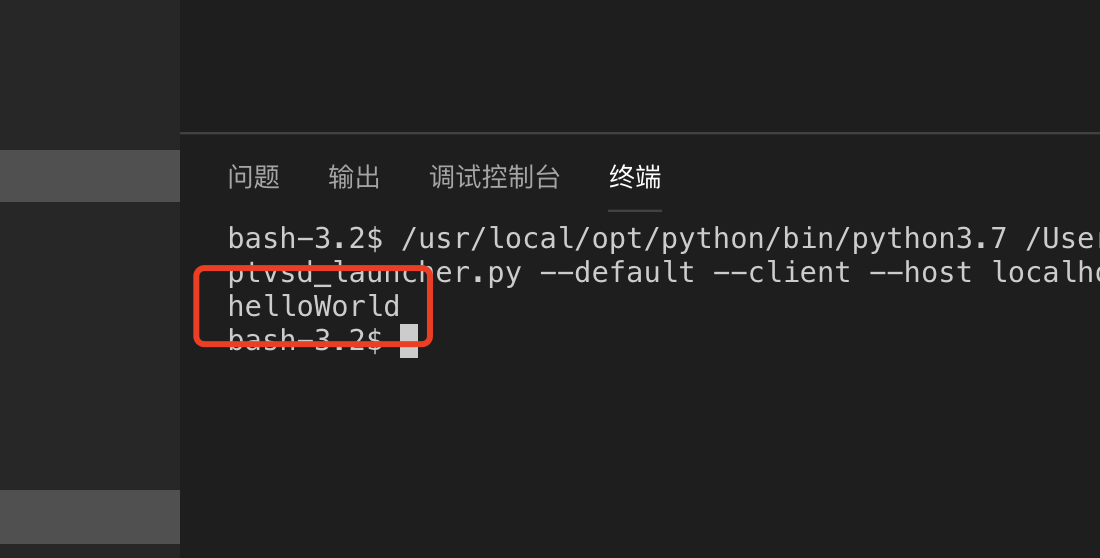 问题 输出 调试控制台 终端
bash-3.2$ /usr/local/opt/python/bin/python3.7 /User
ptvsd_launcher.py --default --client --host localho
helloWorld
bash-3.2$